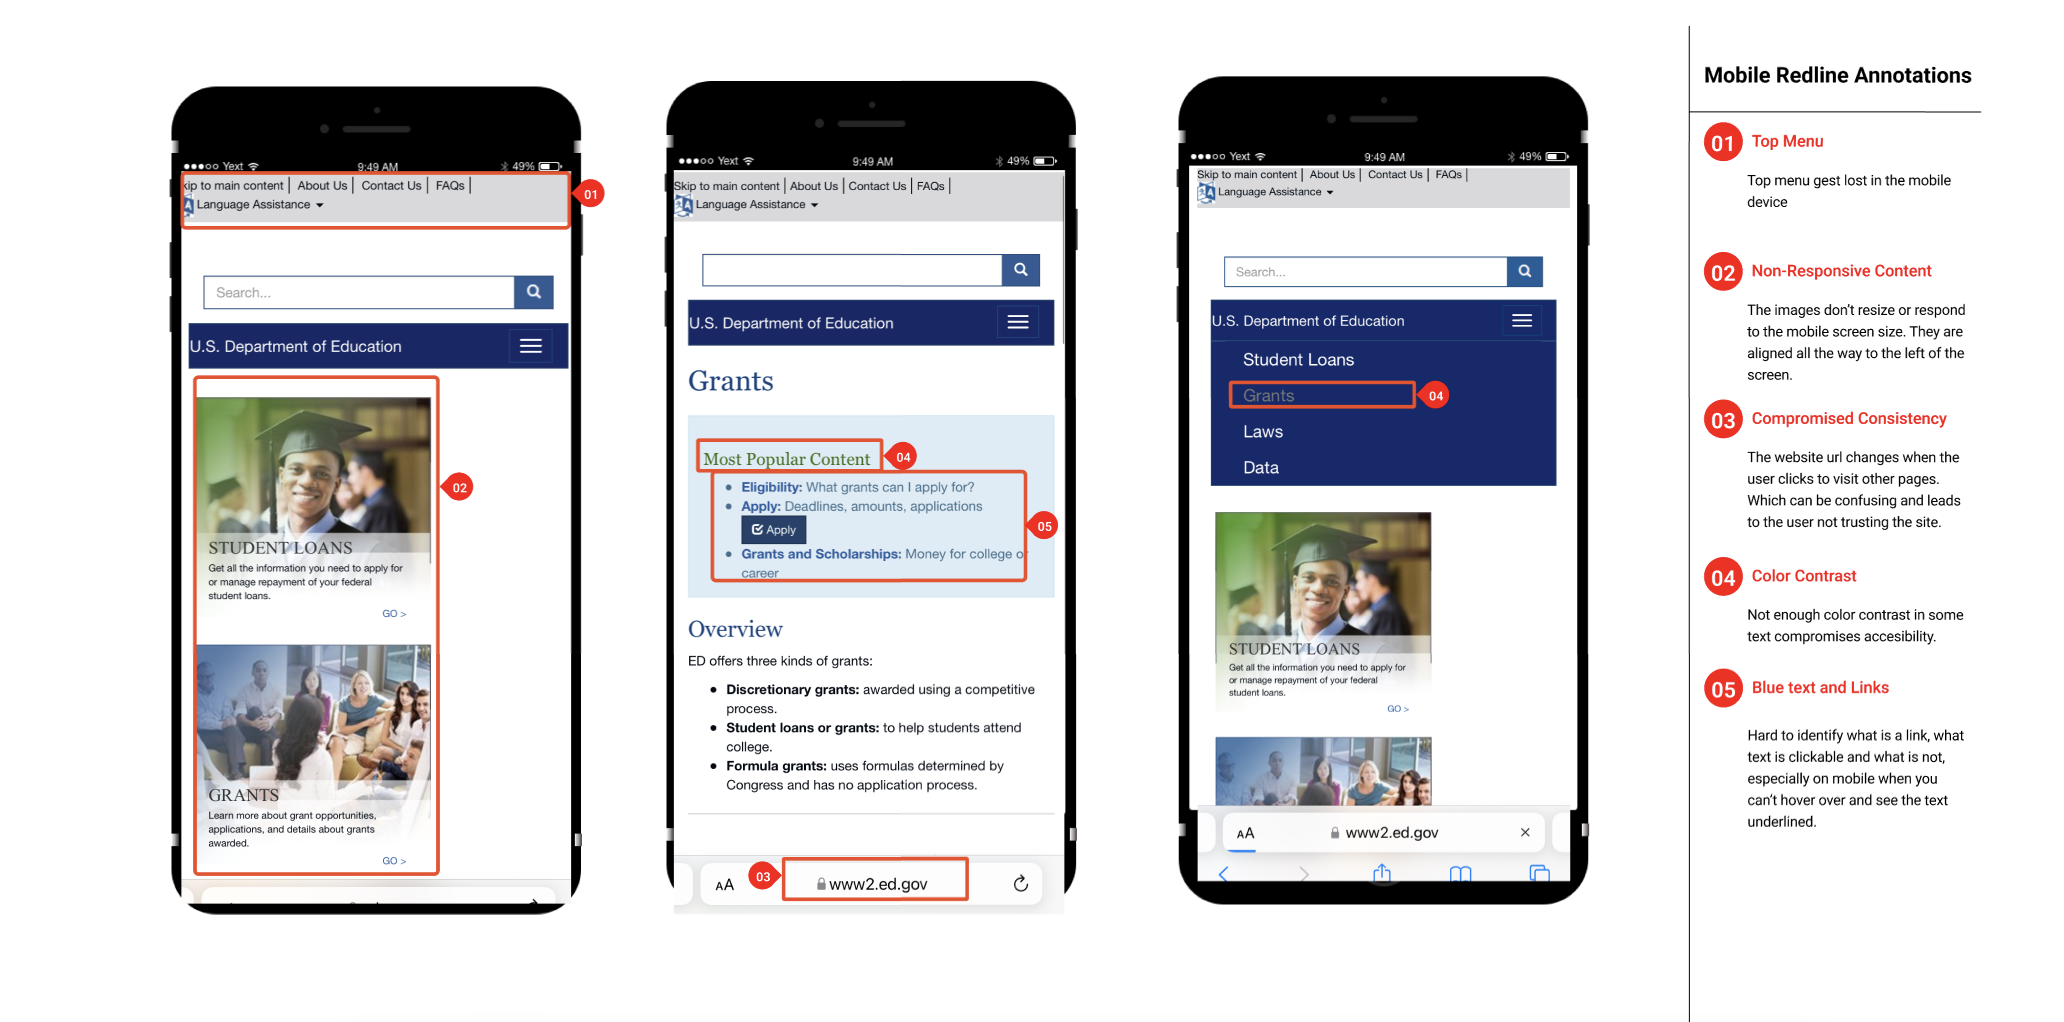 Yext
9:49 AM
49%
kip to main content | About Us | Contact Us | FAQs |
Language Assistance
01
Search...
U.S. Department of Education
02
STUDENT LOANS
Get all the information you need to apply for
or manage repayment of your federal
student loans.
GO >
GRANTS
Learn more about grant opportunities,
applications, and details about grants
awarded.
GO >
Yext
9:49 AM
49%
Skip to main content | About Us | Contact Us | FAQs |
Language Assistance
U.S. Department of Education
Grants
Most Popular Content
04
• Eligibility: What grants can I apply for?
• Apply: Deadlines, amounts, applications
Apply
05
• Grants and Scholarships: Money for college or
career
Overview
ED offers three kinds of grants:
• Discretionary grants: awarded using a competitive
process.
• Student loans or grants: to help students attend
college.
• Formula grants: uses formulas determined by
Congress and has no application process.
AA
03
www2.ed.gov
Yext
9:49 AM
49%
Skip to main content | About Us | Contact Us | FAQs |
Language Assistance
Search...
U.S. Department of Education
Student Loans
Grants
04
Laws
Data
STUDENT LOANS
Get all the information you need to apply for
or manage repayment of your federal
student loans.
GO >
AA
www2.ed.gov
Mobile Redline Annotations
01 Top Menu
Top menu gest lost in the mobile
device
02 Non-Responsive Content
The images don't resize or respond
to the mobile screen size. They are
aligned all the way to the left of the
screen.
03 Compromised Consistency
The website url changes when the
user clicks to visit other pages.
Which can be confusing and leads
to the user not trusting the site.
04 Color Contrast
Not enough color contrast in some
text compromises accesibility.
05 Blue text and Links
Hard to identify what is a link, what
text is clickable and what is not,
especially on mobile when you
can't hover over and see the text
underlined.